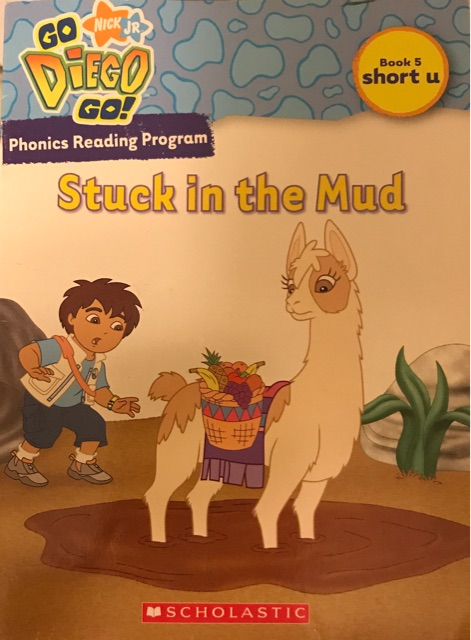 GO
DIEGO
GO!
NICK JR
Book 5
short u
Phonics Reading Program
Stuck in the Mud
SCHOLASTIC